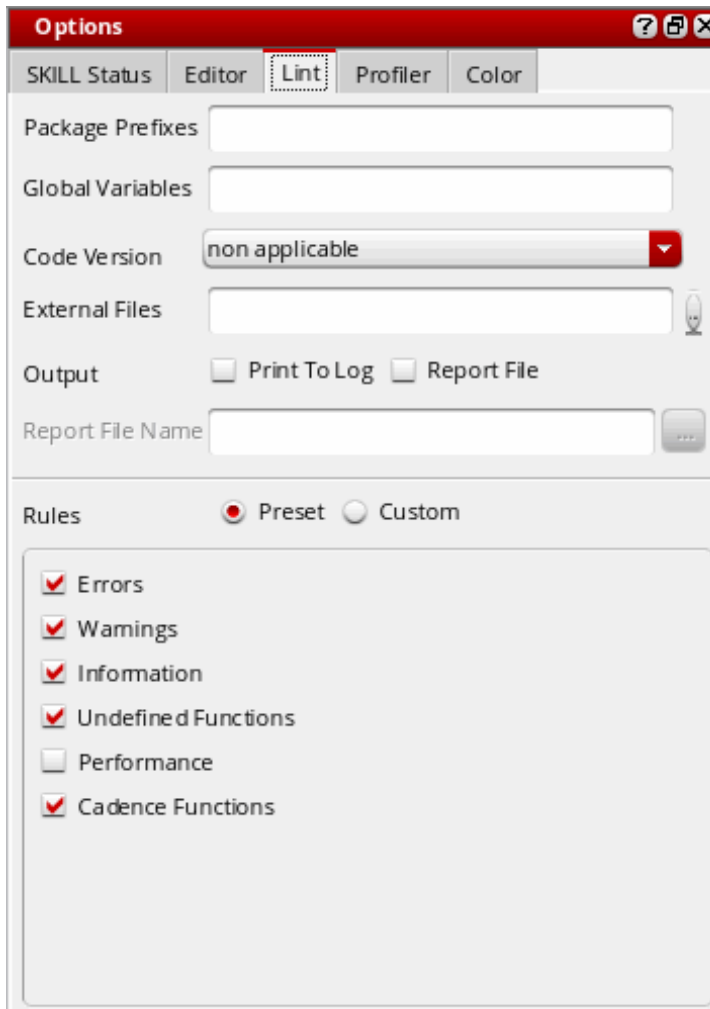 Options
SKILL Status Editor Lint Profiler Color
Package Prefixes
Global Variables
Code Version non applicable
External Files
Output Print To Log Report File
Report File Name ...
Rules Preset Custom
Errors
Warnings
Information
Undefined Functions
Performance
Cadence Functions